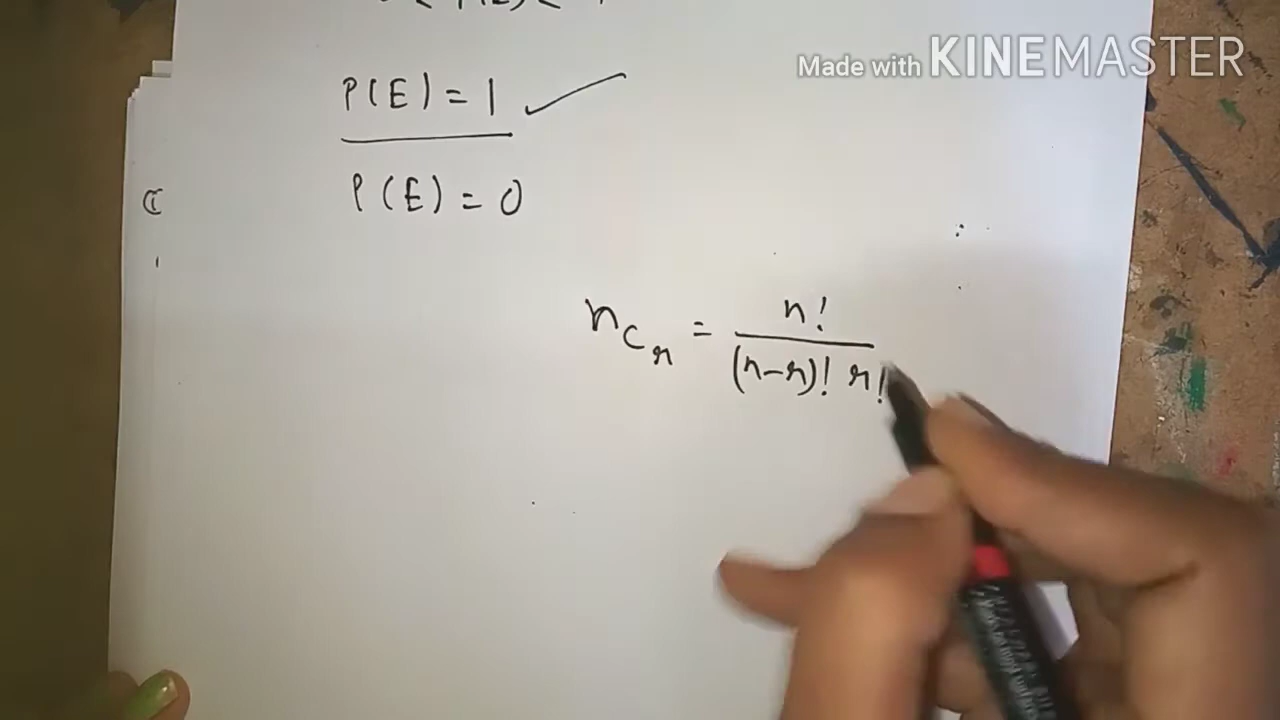 Made with KINEMASTER
P(E) = 1
P(E) = 0
nCr = n! / (n-r)! r!